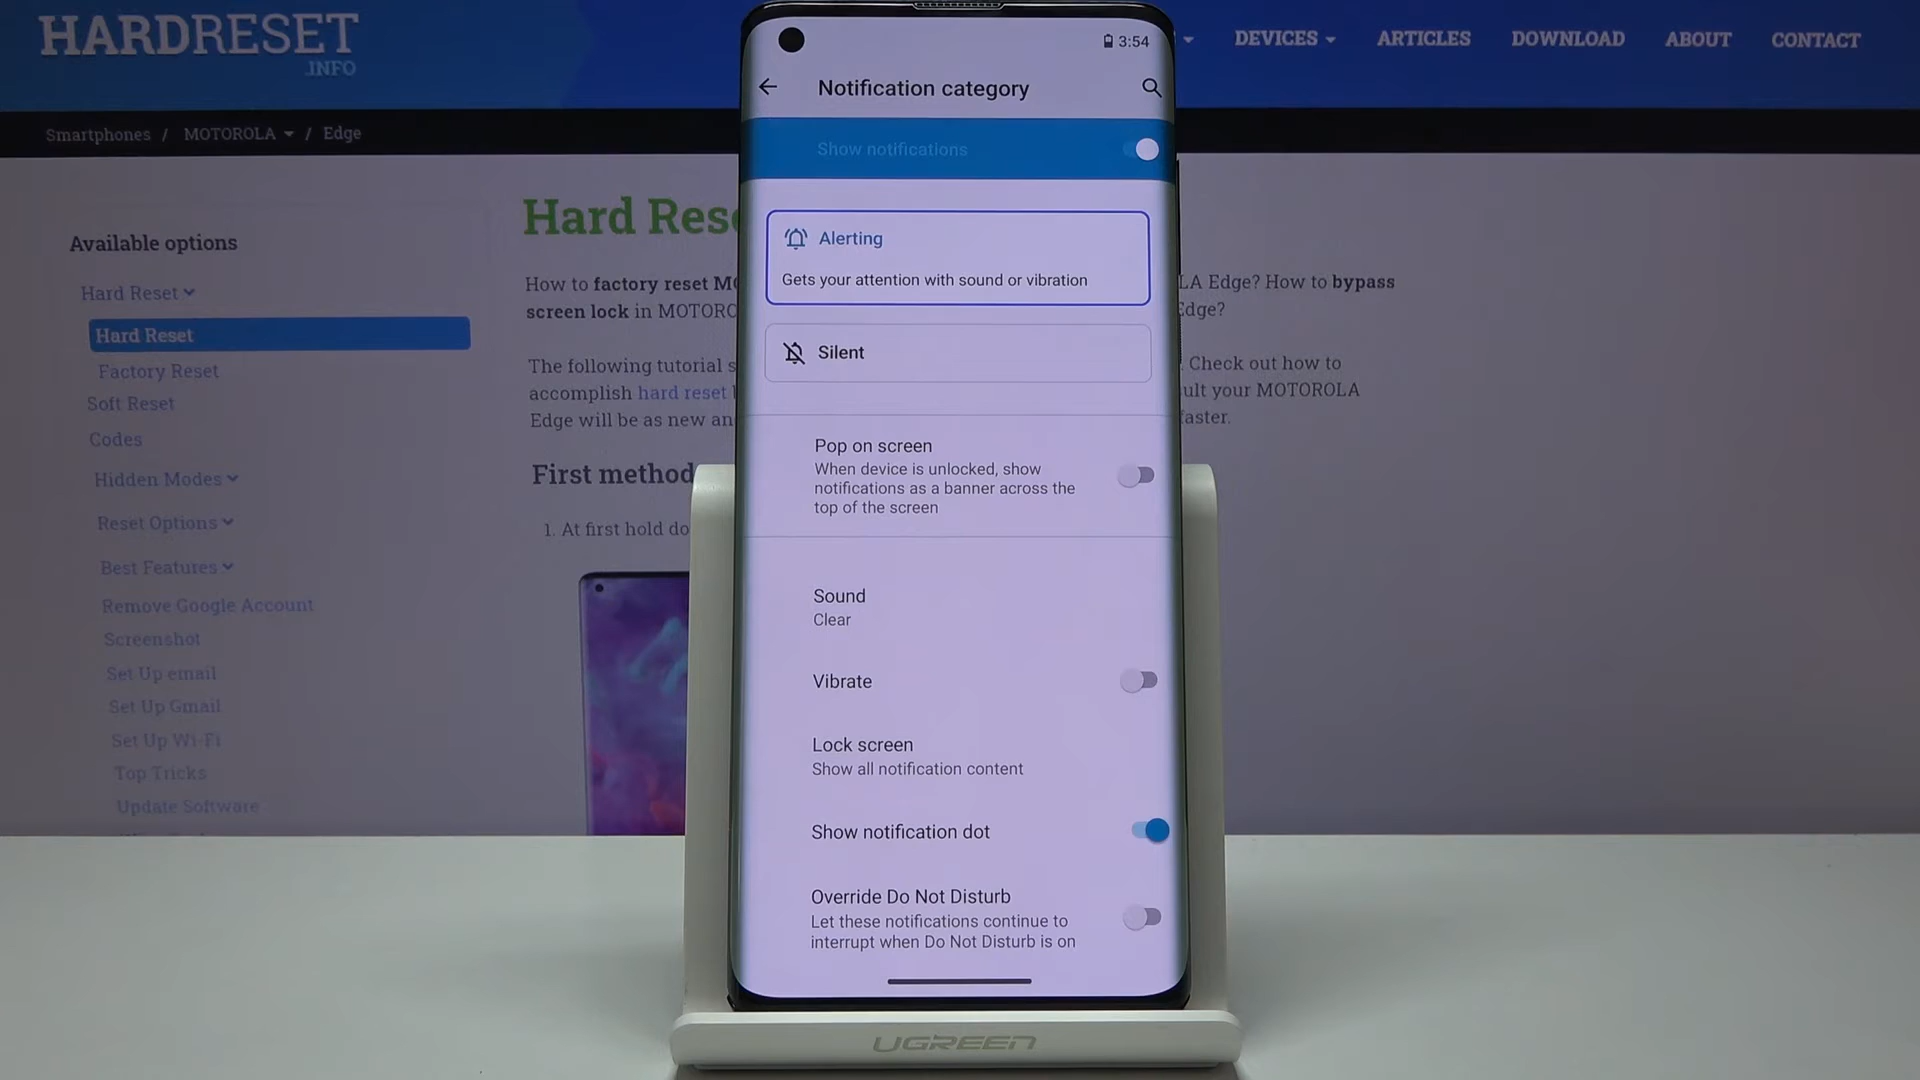 HARDRESET
.INFO
DEVICES
ARTICLES
DOWNLOAD
ABOUT
CONTACT
Smartphones / MOTOROLA / Edge
Available options
Hard Reset
Hard Reset
Factory Reset
Soft Reset
Codes
Hidden Modes
Reset Options
Best Features
Remove Google Account
Screenshot
Set Up email
Set Up Gmail
Set Up Wi-Fi
Top Tricks
Update Software
Hard Res
How to factory reset MO
LA Edge? How to bypass
screen lock in MOTORO
Edge?
The following tutorial s
. Check out how to
accomplish hard reset
ult your MOTOROLA
Edge will be as new an
faster.
First method
1. At first hold do
3:54
Notification category
Show notifications
Alerting
Gets your attention with sound or vibration
Silent
Pop on screen
When device is unlocked, show
notifications as a banner across the
top of the screen
Sound
Clear
Vibrate
Lock screen
Show all notification content
Show notification dot
Override Do Not Disturb
Let these notifications continue to
interrupt when Do Not Disturb is on
UGREEN